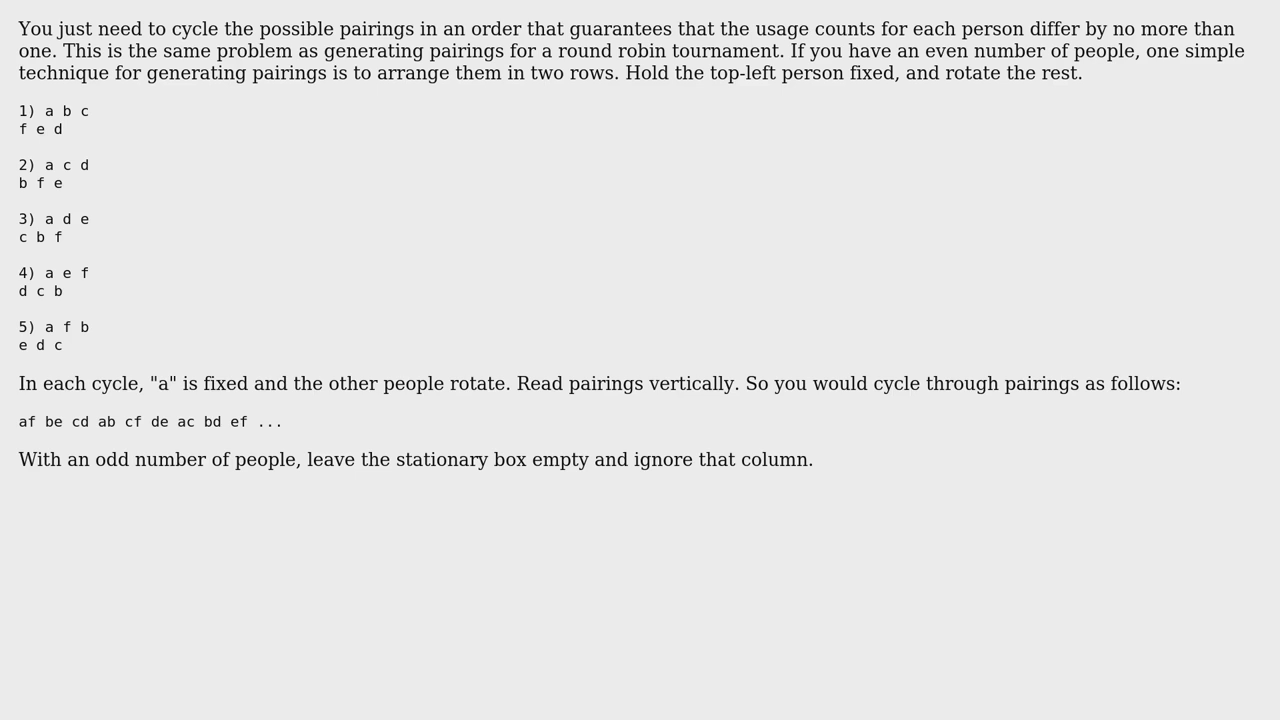 You just need to cycle the possible pairings in an order that guarantees that the usage counts for each person differ by no more than
one. This is the same problem as generating pairings for a round robin tournament. If you have an even number of people, one simple
technique for generating pairings is to arrange them in two rows. Hold the top-left person fixed, and rotate the rest.
1) a b c
f e d
2) a c d
b f e
3) a d e
c b f
4) a e f
d c b
5) a f b
e d c
In each cycle, "a" is fixed and the other people rotate. Read pairings vertically. So you would cycle through pairings as follows:
af be cd ab cf de ac bd ef ...
With an odd number of people, leave the stationary box empty and ignore that column.